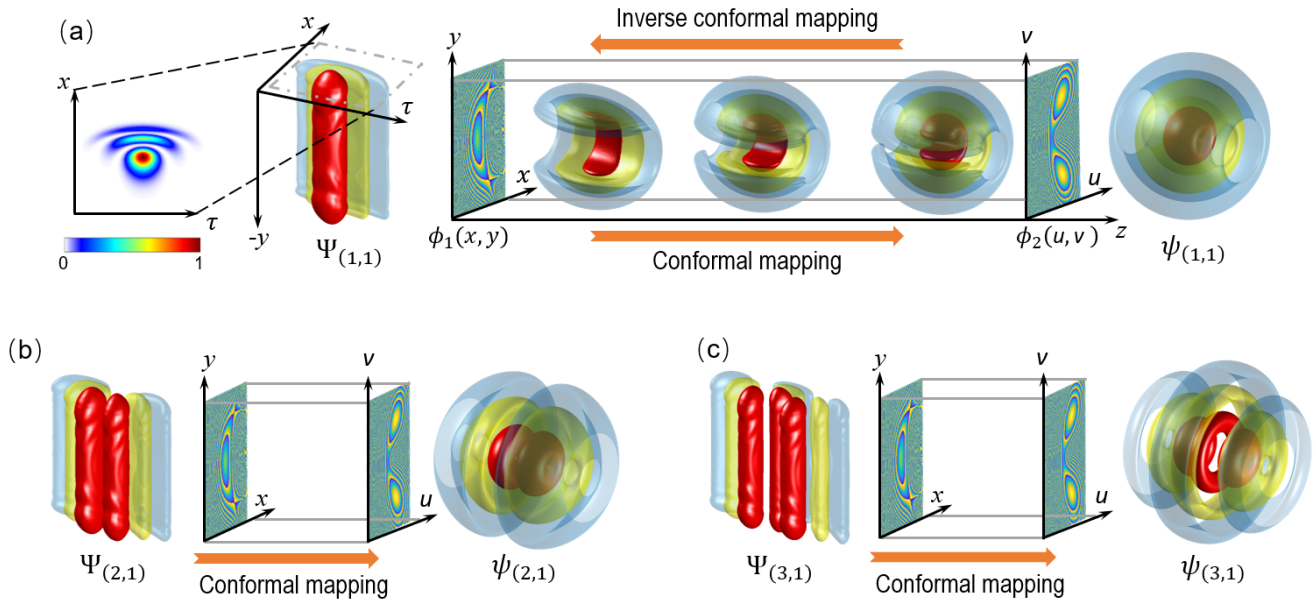 (a)
x
x
τ
τ
0
1
-y
Ψ(1,1)
Inverse conformal mapping
y
x
ϕ1(x, y)
Conformal mapping
v
u
ϕ2(u, v)
z
ψ(1,1)
(b)
Ψ(2,1)
y
x
v
u
Conformal mapping
ψ(2,1)
(c)
Ψ(3,1)
y
x
v
u
Conformal mapping
ψ(3,1)